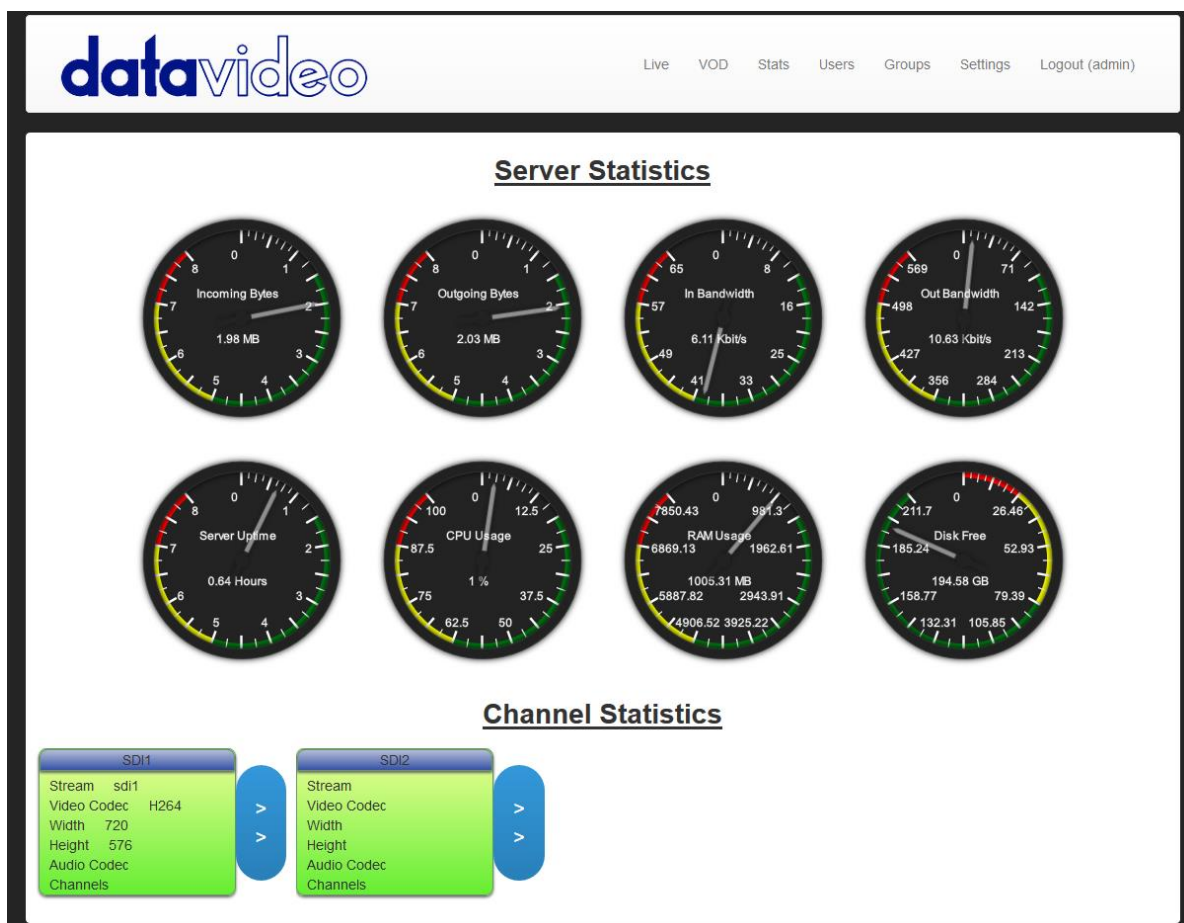 datavideo
Live VOD Stats Users Groups Settings Logout (admin)
Server Statistics
0 1 2 3 4 5 6 7 8
Incoming Bytes
1.98 MB
0 1 2 3 4 5 6 7 8
Outgoing Bytes
2.03 MB
0 8 16 25 33 41 49 57 65
In Bandwidth
6.11 Kbit/s
0 71 142 213 284 356 427 498 569
Out Bandwidth
10.63 Kbit/s
0 1 2 3 4 5 6 7 8
Server Uptime
0.64 Hours
0 12.5 25 37.5 50 62.5 75 87.5 100
CPU Usage
1 %
0 981.3 1962.61 2943.91 3925.22 4906.52 5887.82 6869.13 7850.43
RAM Usage
1005.31 MB
0 26.46 52.93 79.39 105.85 132.31 158.77 185.24 211.7
Disk Free
194.58 GB
Channel Statistics
SDI1
Stream sdi1
Video Codec H264
Width 720
Height 576
Audio Codec
Channels
>
>
SDI2
Stream
Video Codec
Width
Height
Audio Codec
Channels
>
>